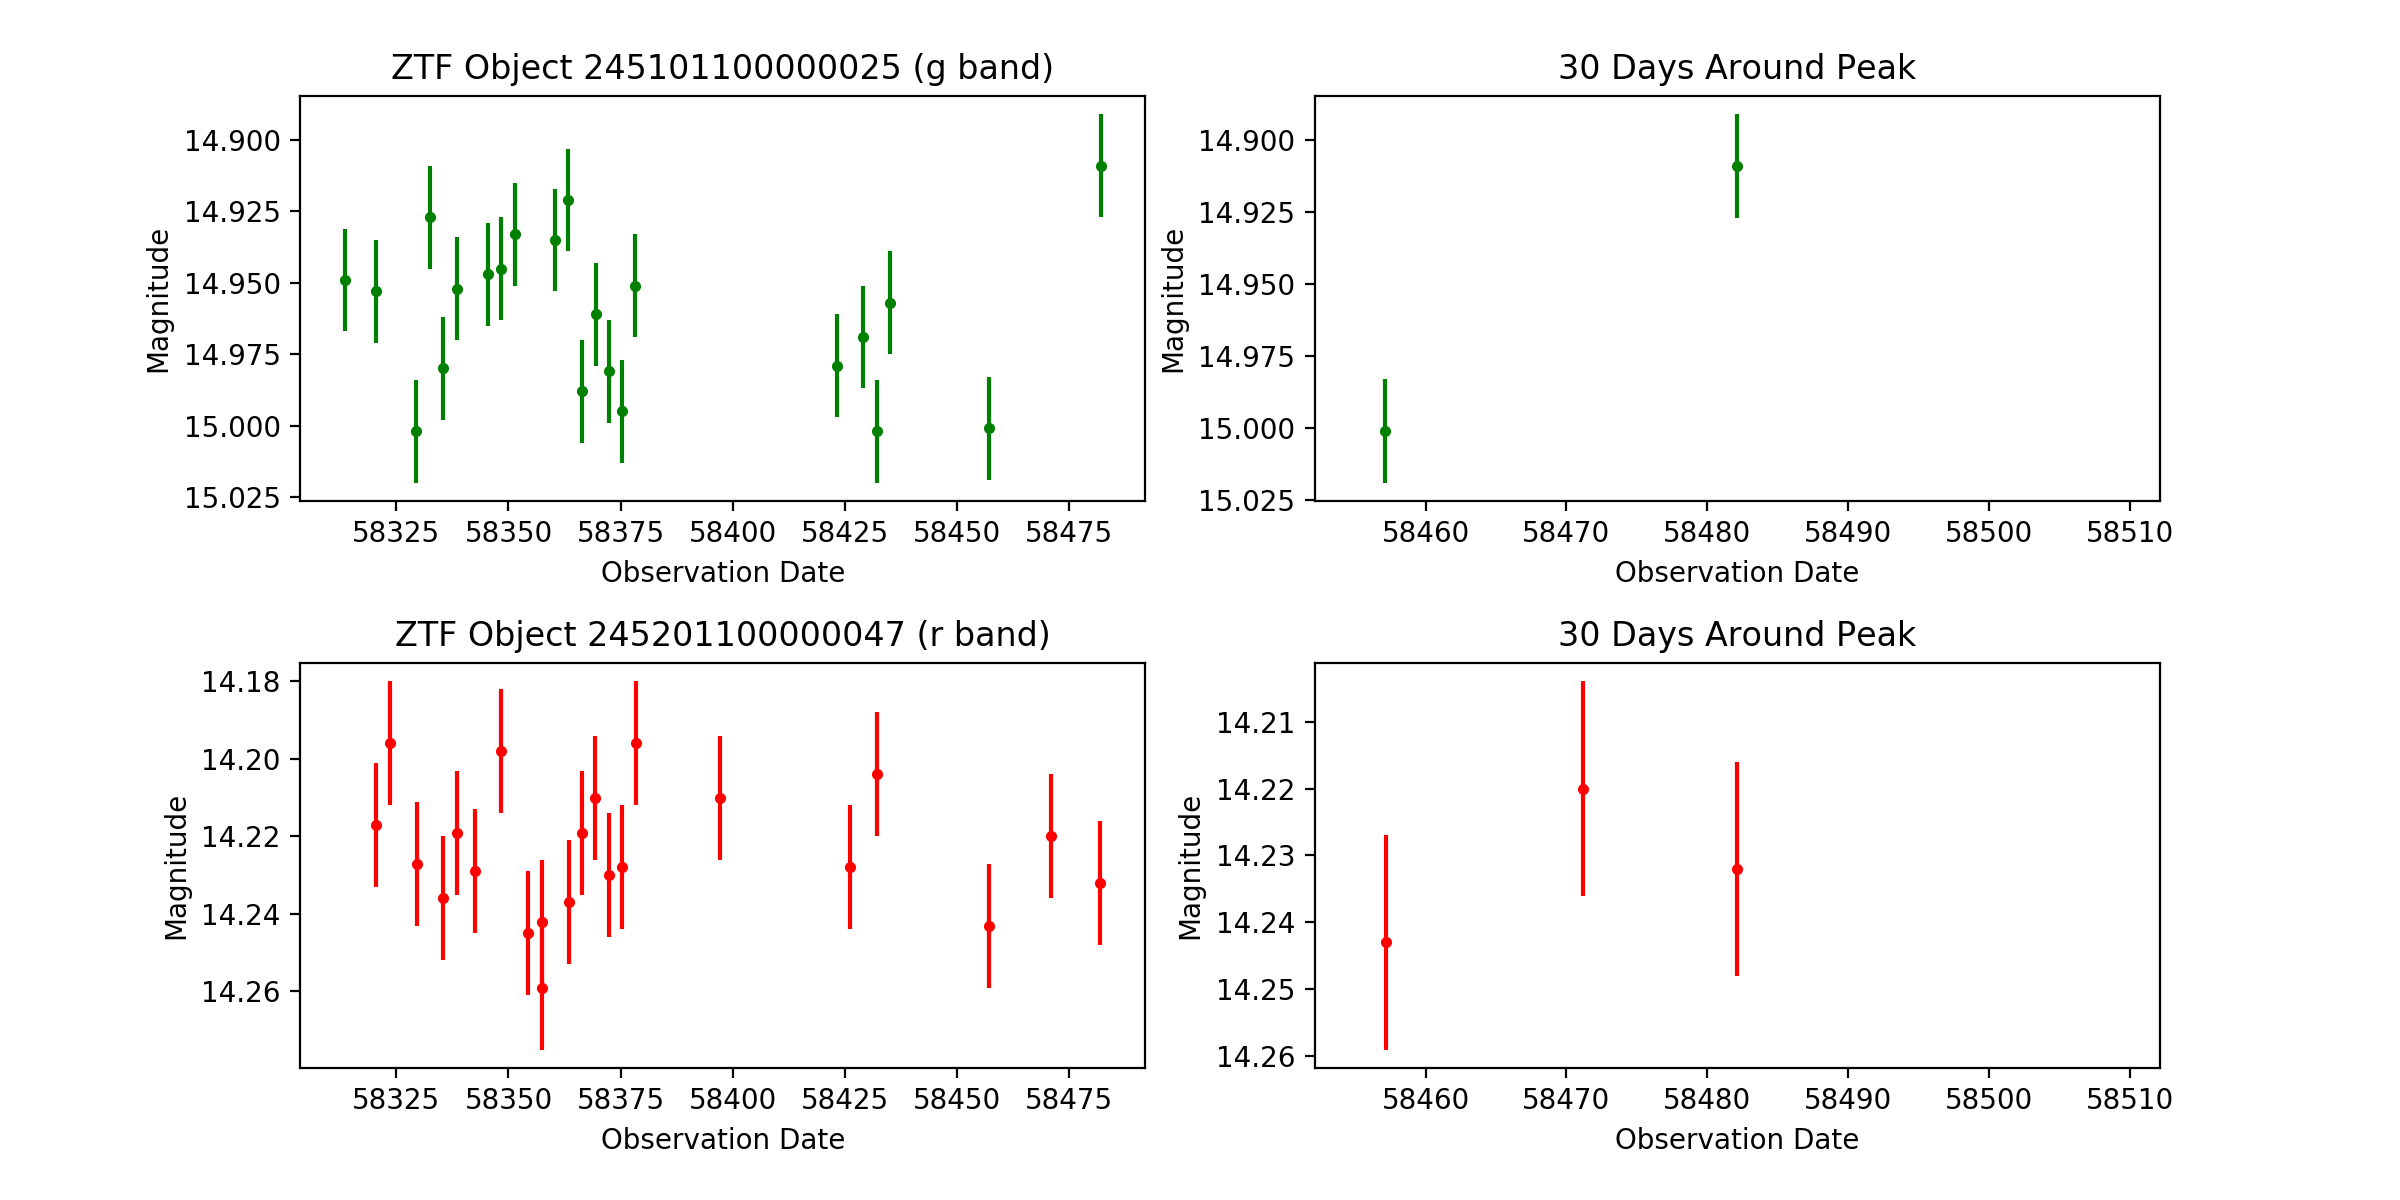 ZTF Object 245101100000025 (g band)
14.900
14.925
14.950
14.975
15.000
15.025
Magnitude
58325 58350 58375 58400 58425 58450 58475
Observation Date
30 Days Around Peak
14.900
14.925
14.950
14.975
15.000
15.025
Magnitude
58460 58470 58480 58490 58500 58510
Observation Date
ZTF Object 245201100000047 (r band)
14.18
14.20
14.22
14.24
14.26
Magnitude
58325 58350 58375 58400 58425 58450 58475
Observation Date
30 Days Around Peak
14.21
14.22
14.23
14.24
14.25
14.26
Magnitude
58460 58470 58480 58490 58500 58510
Observation Date